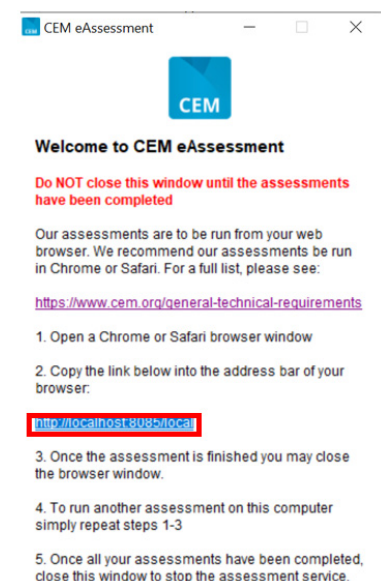 CEM eAssessment
CEM
Welcome to CEM eAssessment
Do NOT close this window until the assessments
have been completed
Our assessments are to be run from your web
browser. We recommend our assessments be run
in Chrome or Safari. For a full list, please see:
https://www.cem.org/general-technical-requirements
1. Open a Chrome or Safari browser window
2. Copy the link below into the address bar of your
browser:
http://localhost:8085/local
3. Once the assessment is finished you may close
the browser window.
4. To run another assessment on this computer
simply repeat steps 1-3
5. Once all your assessments have been completed,
close this window to stop the assessment service.